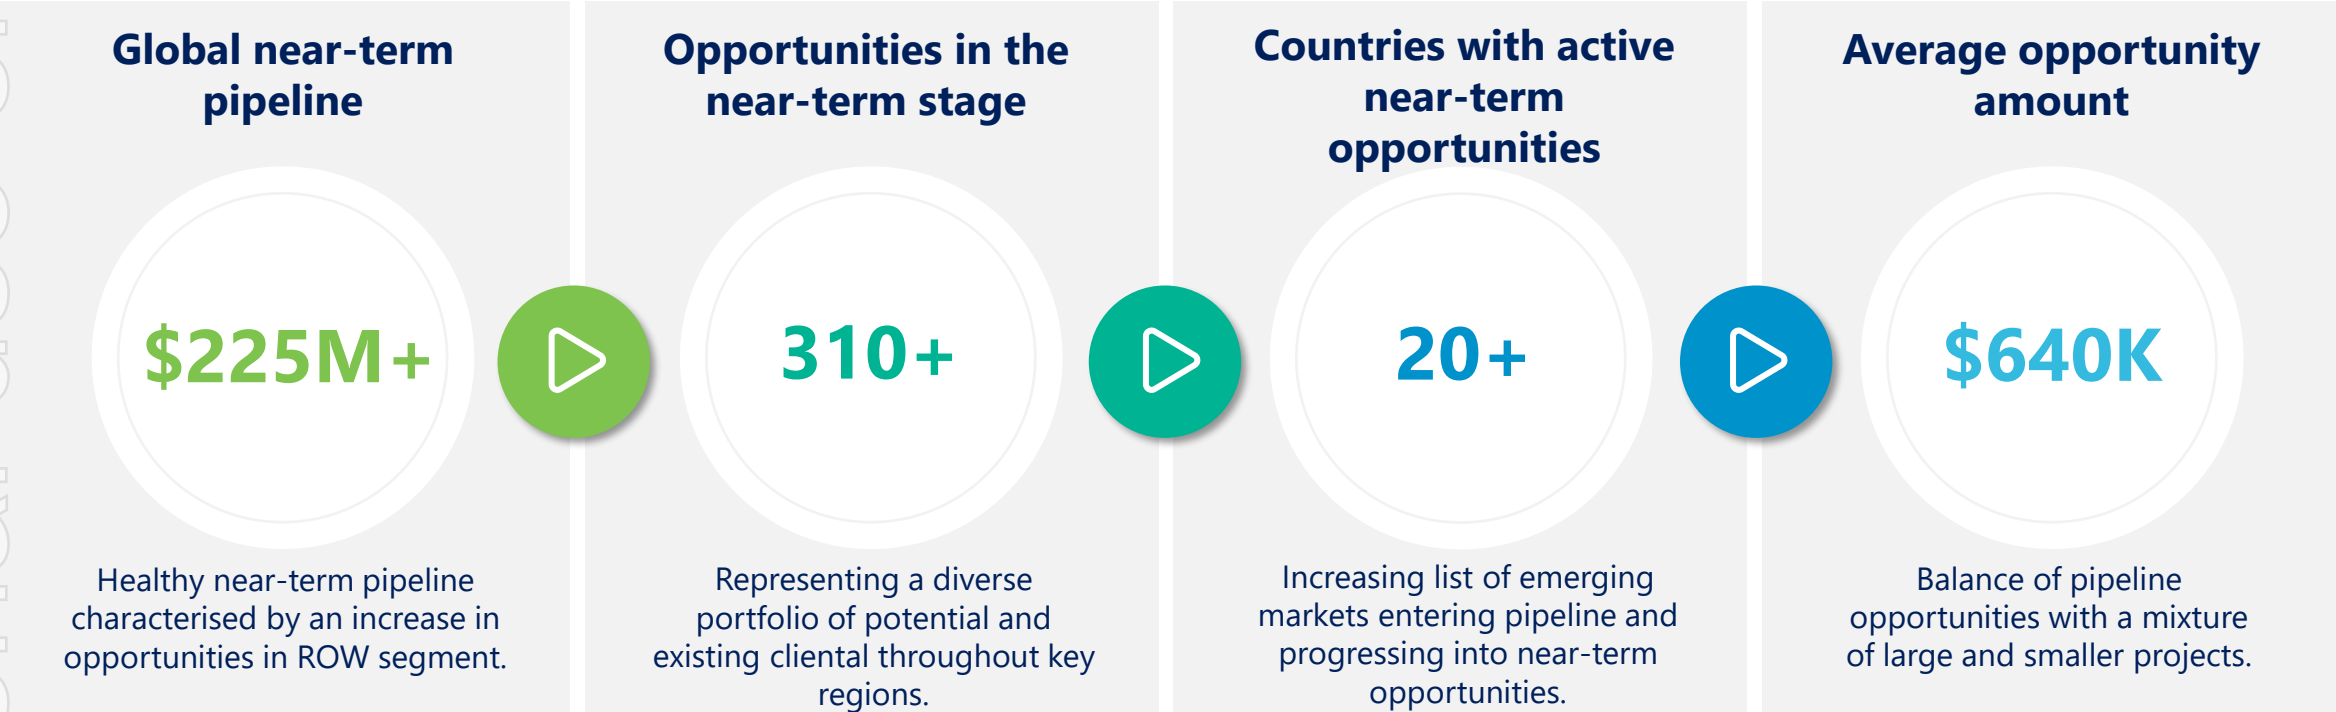 Global near-term
pipeline
$225M+
Healthy near-term pipeline
characterised by an increase in
opportunities in ROW segment.
Opportunities in the
near-term stage
310+
Representing a diverse
portfolio of potential and
existing cliental throughout key
regions.
Countries with active
near-term
opportunities
20+
Increasing list of emerging
markets entering pipeline and
progressing into near-term
opportunities.
Average opportunity
amount
$640K
Balance of pipeline
opportunities with a mixture
of large and smaller projects.